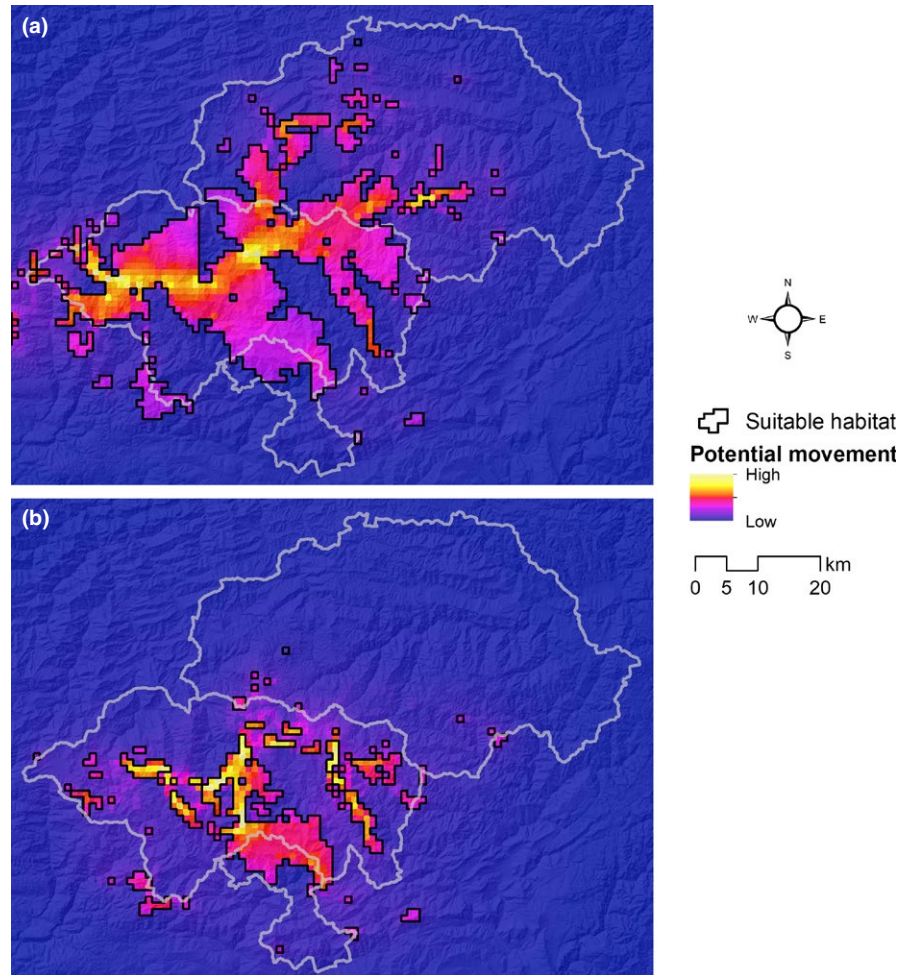 (a)
N
W
E
S
Suitable habitat
Potential movement
High
Low
km
0 5 10 20
(b)